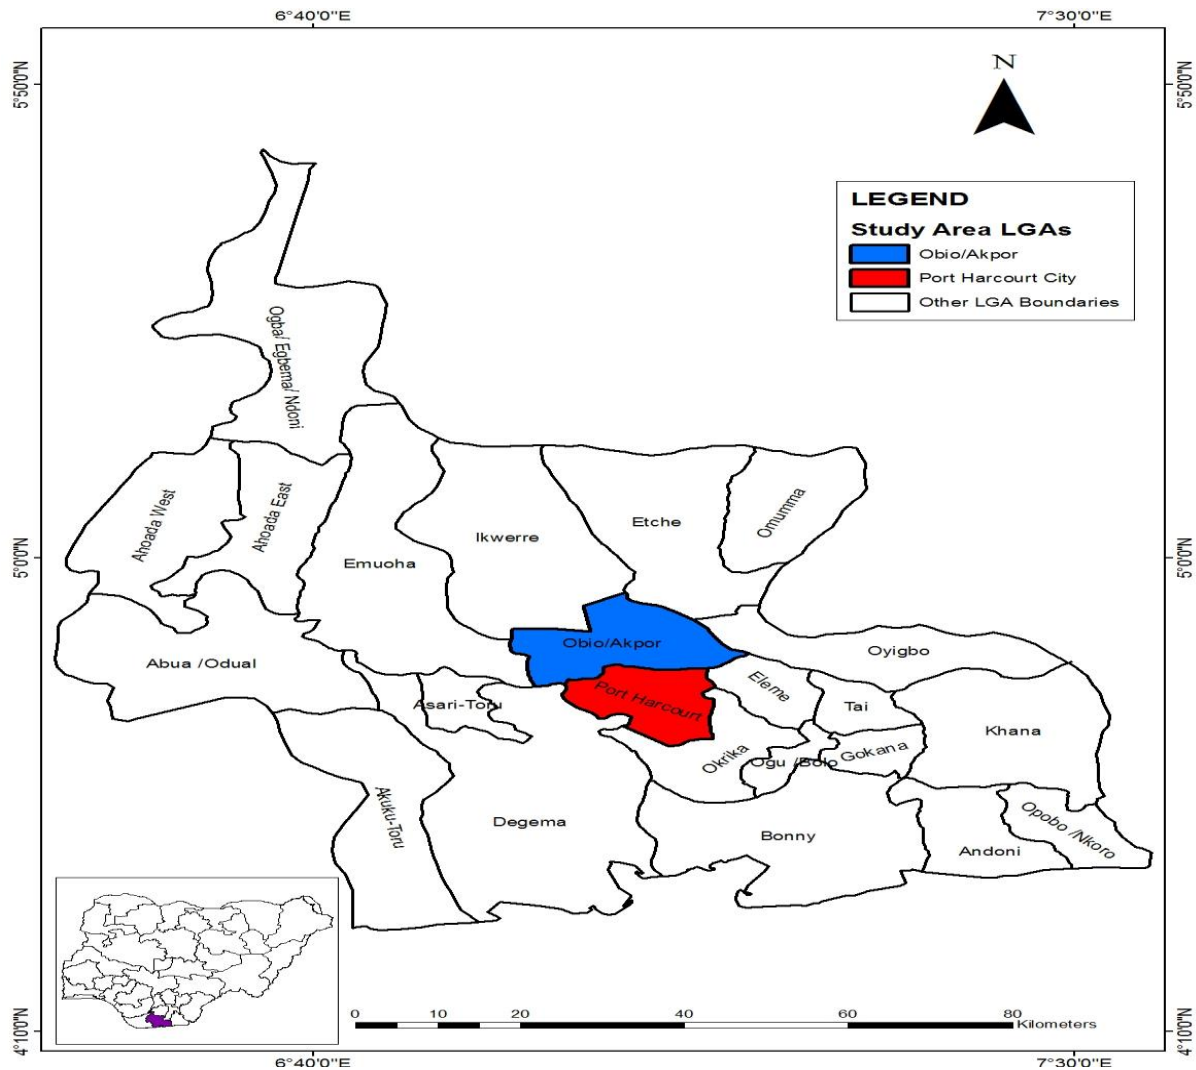 6°40'0"E
7°30'0"E
5°50'0"N
5°50'0"N
N
LEGEND
Study Area LGAs
Obio/Akpor
Port Harcourt City
Other LGA Boundaries
Ogba/ Egbema/ Ndoni
Ahoada West
Ahoada East
Emuoha
Ikwerre
Etche
Omumma
5°0'0"N
5°0'0"N
Obio/Akpor
Oyigbo
Abua /Odual
Asari-Toru
Port Harcourt
Eleme
Tai
Khana
Okrika
Ogu /Bolo
Gokana
Akuku-Toru
Degema
Bonny
Andoni
Opobo /Nkoro
0 10 20 40 60 80
Kilometers
4°10'0"N
4°10'0"N
6°40'0"E
7°30'0"E